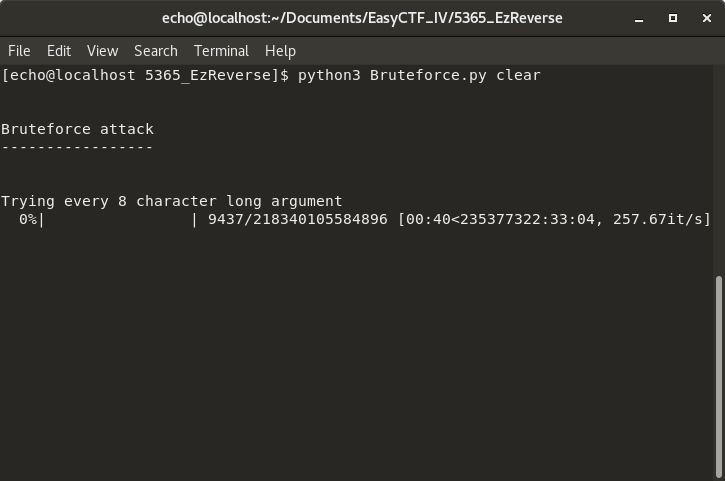 echo@localhost:~/Documents/EasyCTF_IV/5365_EzReverse
File Edit View Search Terminal Help
[echo@localhost 5365_EzReverse]$ python3 Bruteforce.py clear
Bruteforce attack
-----------------
Trying every 8 character long argument
0%| | 9437/218340105584896 [00:40<235377322:33:04, 257.67it/s]